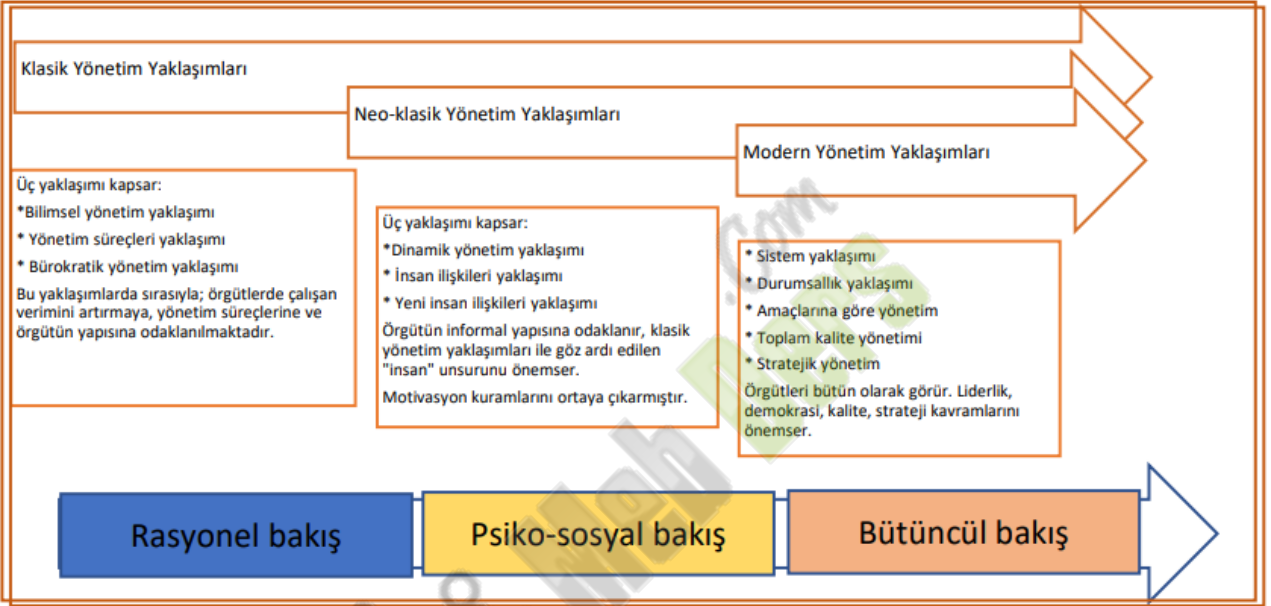 Klasik Yönetim Yaklaşımları
Neo-klasik Yönetim Yaklaşımları
Modern Yönetim Yaklaşımları
Üç yaklaşımı kapsar:
*Bilimsel yönetim yaklaşımı
* Yönetim süreçleri yaklaşımı
* Bürokratik yönetim yaklaşımı
Bu yaklaşımlarda sırasıyla; örgütlerde çalışan
verimini artırmaya, yönetim süreçlerine ve
örgütün yapısına odaklanılmaktadır.
Üç yaklaşımı kapsar:
*Dinamik yönetim yaklaşımı
* İnsan ilişkileri yaklaşımı
* Yeni insan ilişkileri yaklaşımı
Örgütün informal yapısına odaklanır, klasik
yönetim yaklaşımları ile göz ardı edilen
"insan" unsurunu önemser.
Motivasyon kuramlarını ortaya çıkarmıştır.
* Sistem yaklaşımı
* Durumsallık yaklaşımı
* Amaçlarına göre yönetim
* Toplam kalite yönetimi
* Stratejik yönetim
Örgütleri bütün olarak görür. Liderlik,
demokrasi, kalite, strateji kavramlarını
önemser.
Rasyonel bakış
Psiko-sosyal bakış
Bütüncül bakış
Web Ders
.Com